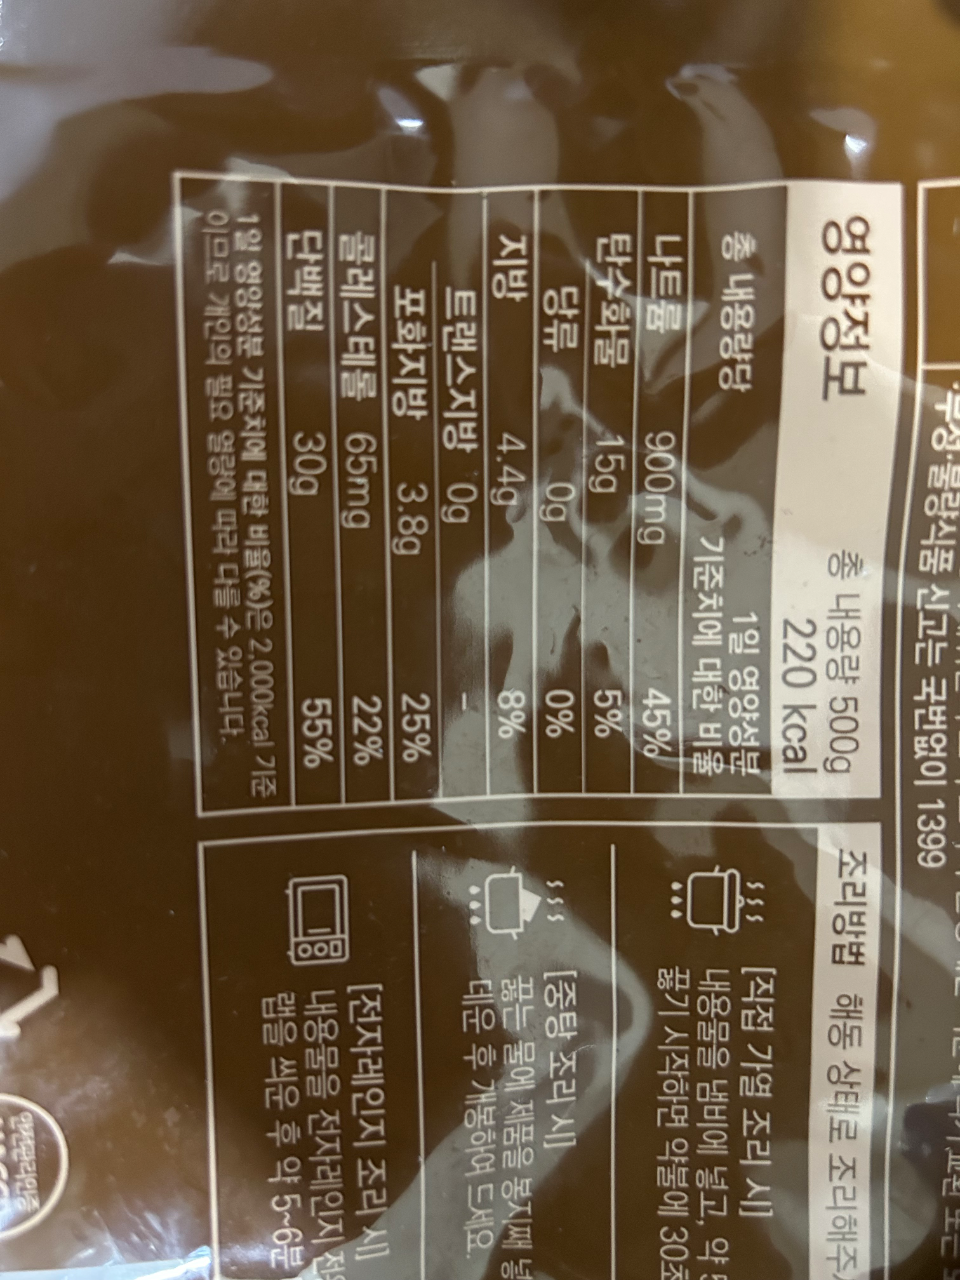 영양정보
총 내용량 500g
220 kcal
총 내용량당
1일 영양성분
기준치에 대한 비율
나트륨 900mg 45%
탄수화물 15g 5%
당류 0g 0%
지방 4.4g 8%
트랜스지방 0g -
포화지방 3.8g 25%
콜레스테롤 65mg 22%
단백질 30g 55%
1일 영양성분 기준치에 대한 비율(%)은 2,000kcal 기준
이므로 개인의 필요 열량에 따라 다를 수 있습니다.
부정·불량식품 신고는 국번없이 1399
조리방법 해동 상태로 조리해주
[직접 가열 조리 시]
내용물을 냄비에 넣고, 약
끓기 시작하면 약불에 30초
[중탕 조리 시]
끓는 물에 제품을 봉지째 넣
데운 후 개봉하여 드세요.
[전자레인지 조리 시]
내용물을 전자레인지 전
랩을 씌운 후 약 5~6분